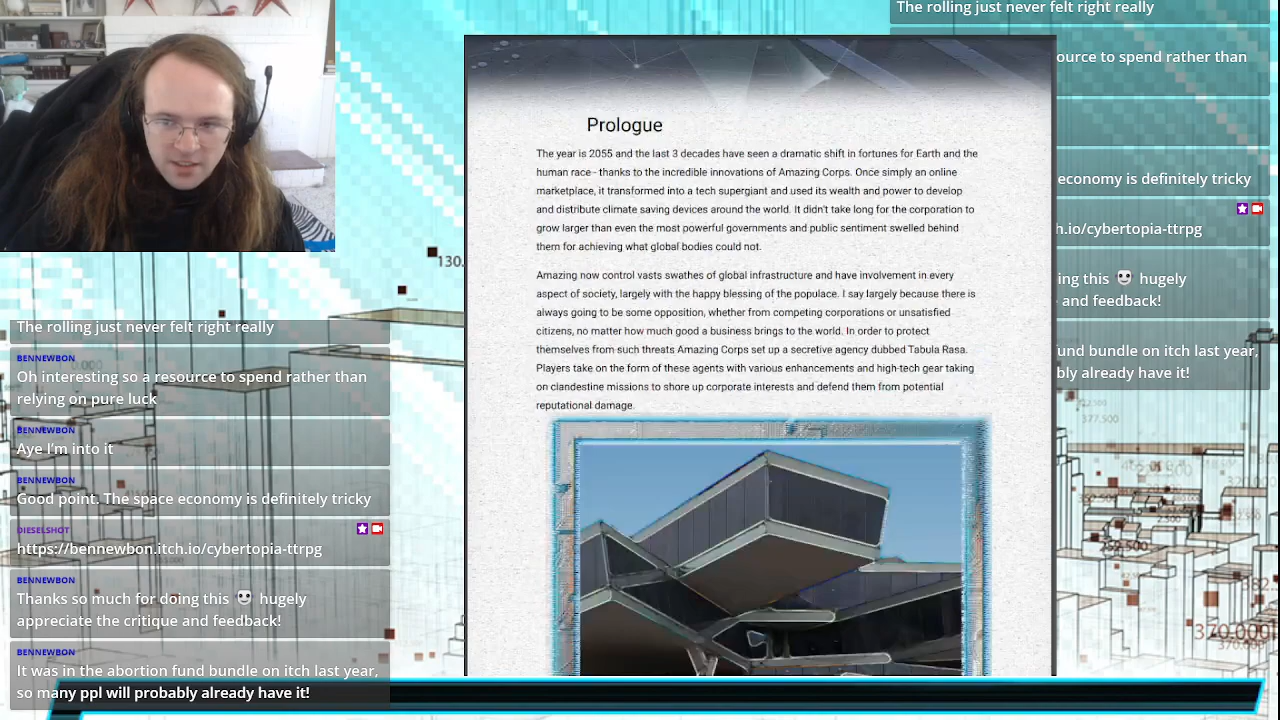 The rolling just never felt right really
BENNEWBON
Oh interesting so a resource to spend rather than
relying on pure luck
BENNEWBON
Aye I'm into it
BENNEWBON
Good point. The space economy is definitely tricky
DIESELSHOT
https://bennewbon.itch.io/cybertopia-ttrpg
BENNEWBON
Thanks so much for doing this hugely
appreciate the critique and feedback!
BENNEWBON
It was in the abortion fund bundle on itch last year,
so many ppl will probably already have it!
Prologue
The year is 2055 and the last 3 decades have seen a dramatic shift in fortunes for Earth and the
human race- thanks to the incredible innovations of Amazing Corps. Once simply an online
marketplace, it transformed into a tech supergiant and used its wealth and power to develop
and distribute climate saving devices around the world. It didn't take long for the corporation to
grow larger than even the most powerful governments and public sentiment swelled behind
them for achieving what global bodies could not.
Amazing now control vasts swathes of global infrastructure and have involvement in every
aspect of society, largely with the happy blessing of the populace. I say largely because there is
always going to be some opposition, whether from competing corporations or unsatisfied
citizens, no matter how much good a business brings to the world. In order to protect
themselves from such threats Amazing Corps set up a secretive agency dubbed Tabula Rasa.
Players take on the form of these agents with various enhancements and high-tech gear taking
on clandestine missions to shore up corporate interests and defend them from potential
reputational damage.
The rolling just never felt right really
ource to spend rather than
economy is definitely tricky
h.io/cybertopia-ttrpg
ing this hugely
and feedback!
fund bundle on itch last year,
bly already have it!
130.
377.500
370.000